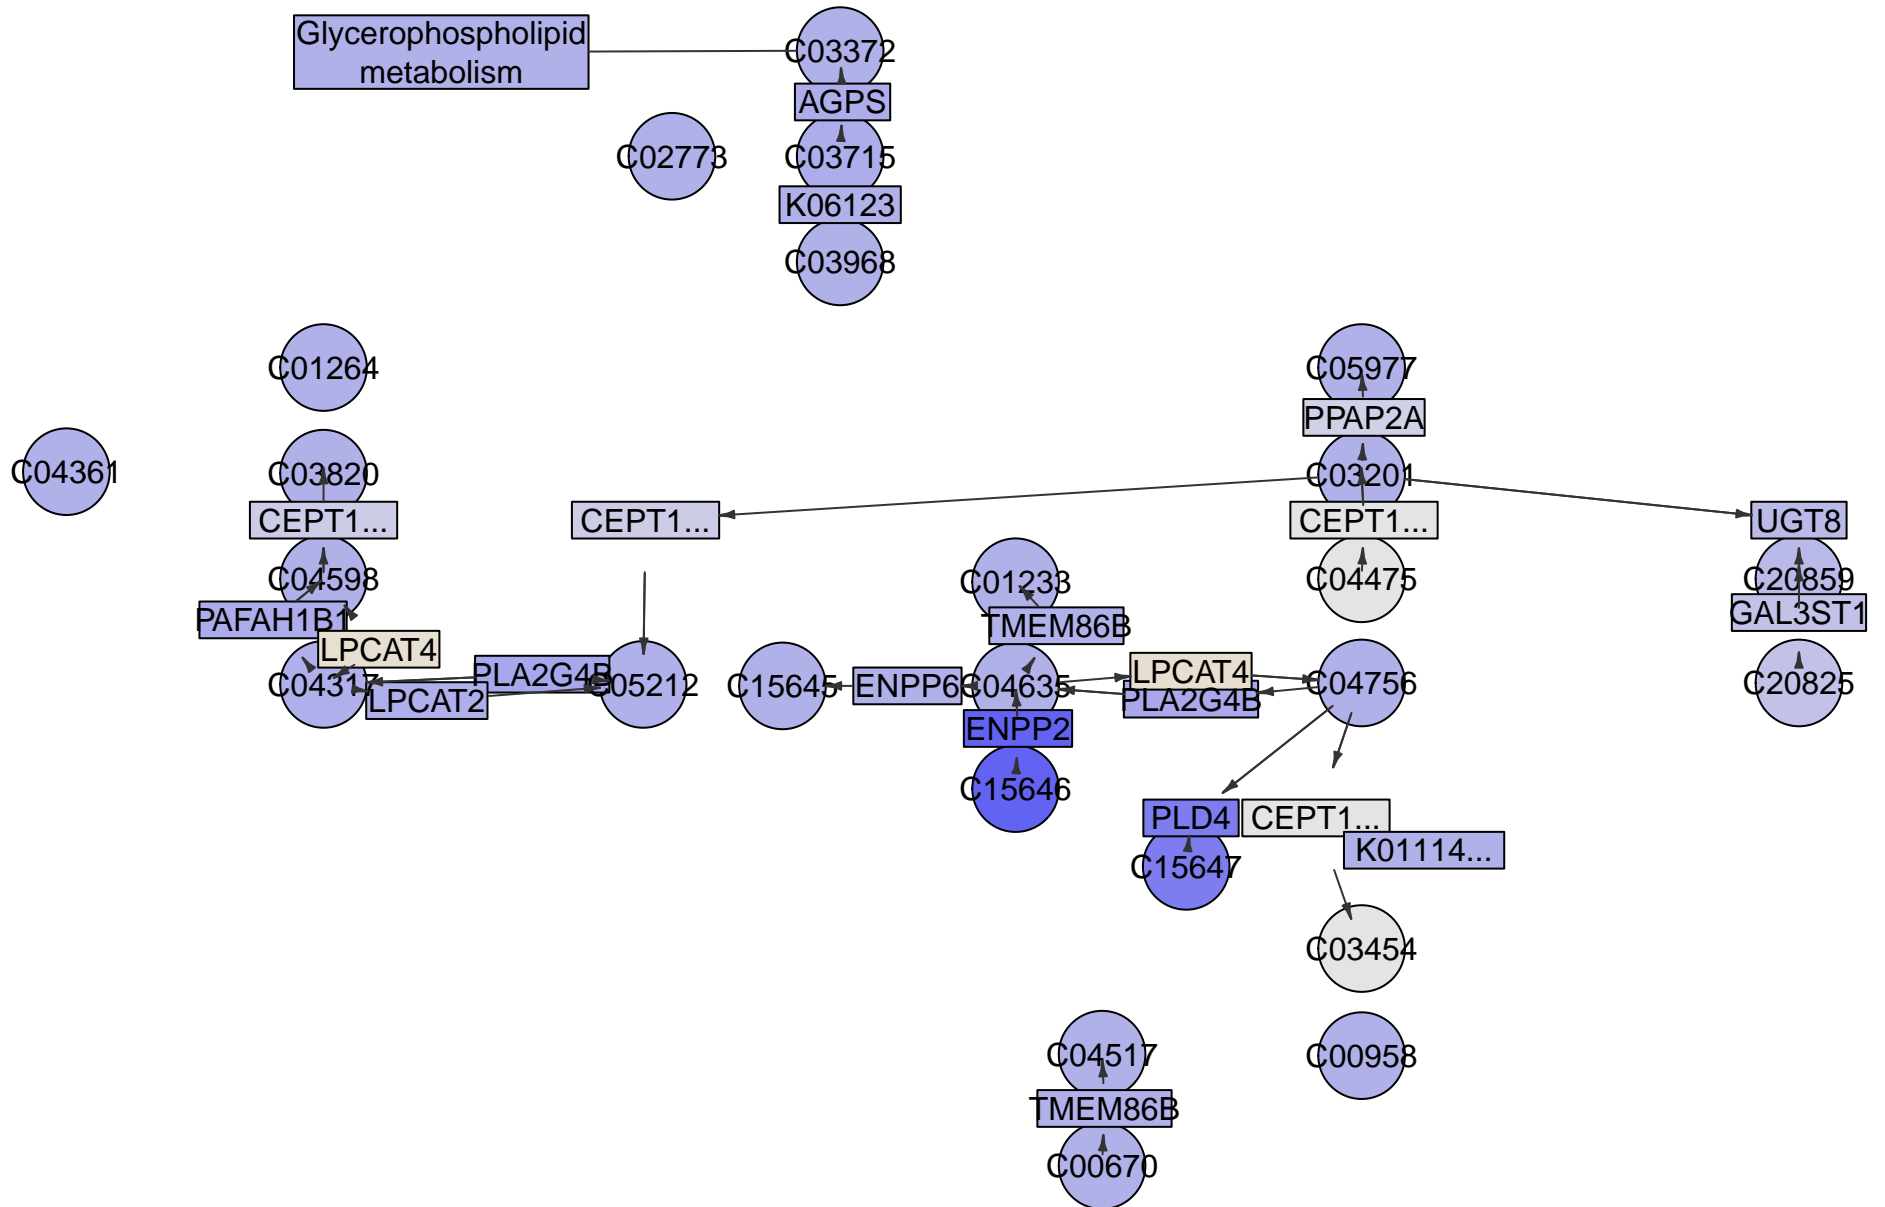 Glycerophospholipid
metabolism
C03372
AGPS
C02773
C03715
K06123
C03968
C01264
C05977
PPAP2A
C04361
C03820
C03201
CEPT1...
CEPT1...
CEPT1...
UGT8
C04598
C01233
C04475
C20859
PAFAH1B1
TMEM86B
GAL3ST1
LPCAT4
C04317
PLA2G4B
LPCAT2
C05212
C15645
ENPP6
C04635
LPCAT4
PLA2G4B
C04756
C20825
ENPP2
C15646
PLD4
CEPT1...
K01114...
C15647
C03454
C04517
C00958
TMEM86B
C00670